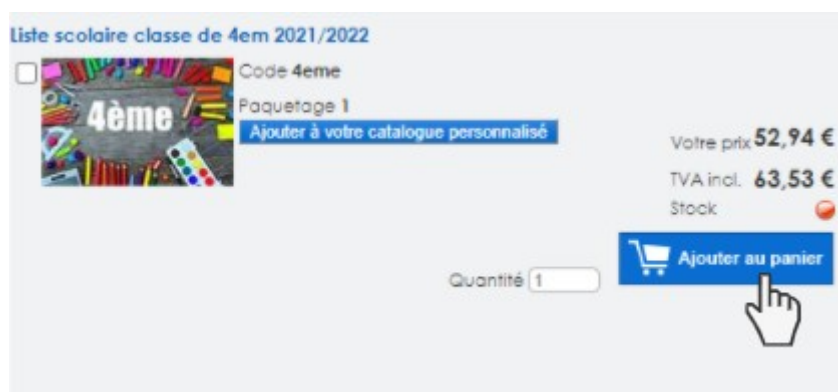 Liste scolaire classe de 4em 2021/2022
4ème
Code 4eme
Paquetage 1
Ajouter à votre catalogue personnalisé
Votre prix 52,94 €
TVA incl. 63,53 €
Stock
Quantité 1
Ajouter au panier